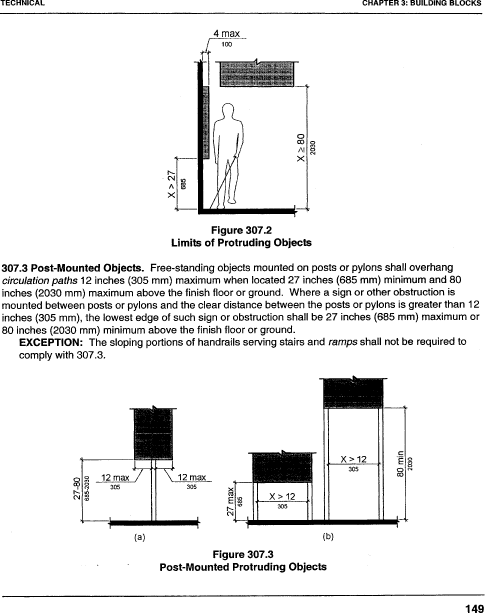 TECHNICAL
CHAPTER 3: BUILDING BLOCKS
4 max
100
X ≥ 80
2030
X > 27
685
Figure 307.2
Limits of Protruding Objects
307.3 Post-Mounted Objects. Free-standing objects mounted on posts or pylons shall overhang
circulation paths 12 inches (305 mm) maximum when located 27 inches (685 mm) minimum and 80
inches (2030 mm) maximum above the finish floor or ground. Where a sign or other obstruction is
mounted between posts or pylons and the clear distance between the posts or pylons is greater than 12
inches (305 mm), the lowest edge of such sign or obstruction shall be 27 inches (685 mm) maximum or
80 inches (2030 mm) minimum above the finish floor or ground.
EXCEPTION: The sloping portions of handrails serving stairs and ramps shall not be required to
comply with 307.3.
27-80
685-2030
12 max
305
12 max
305
27 max
685
X > 12
305
X > 12
305
80 min
2030
(a)
(b)
Figure 307.3
Post-Mounted Protruding Objects
149